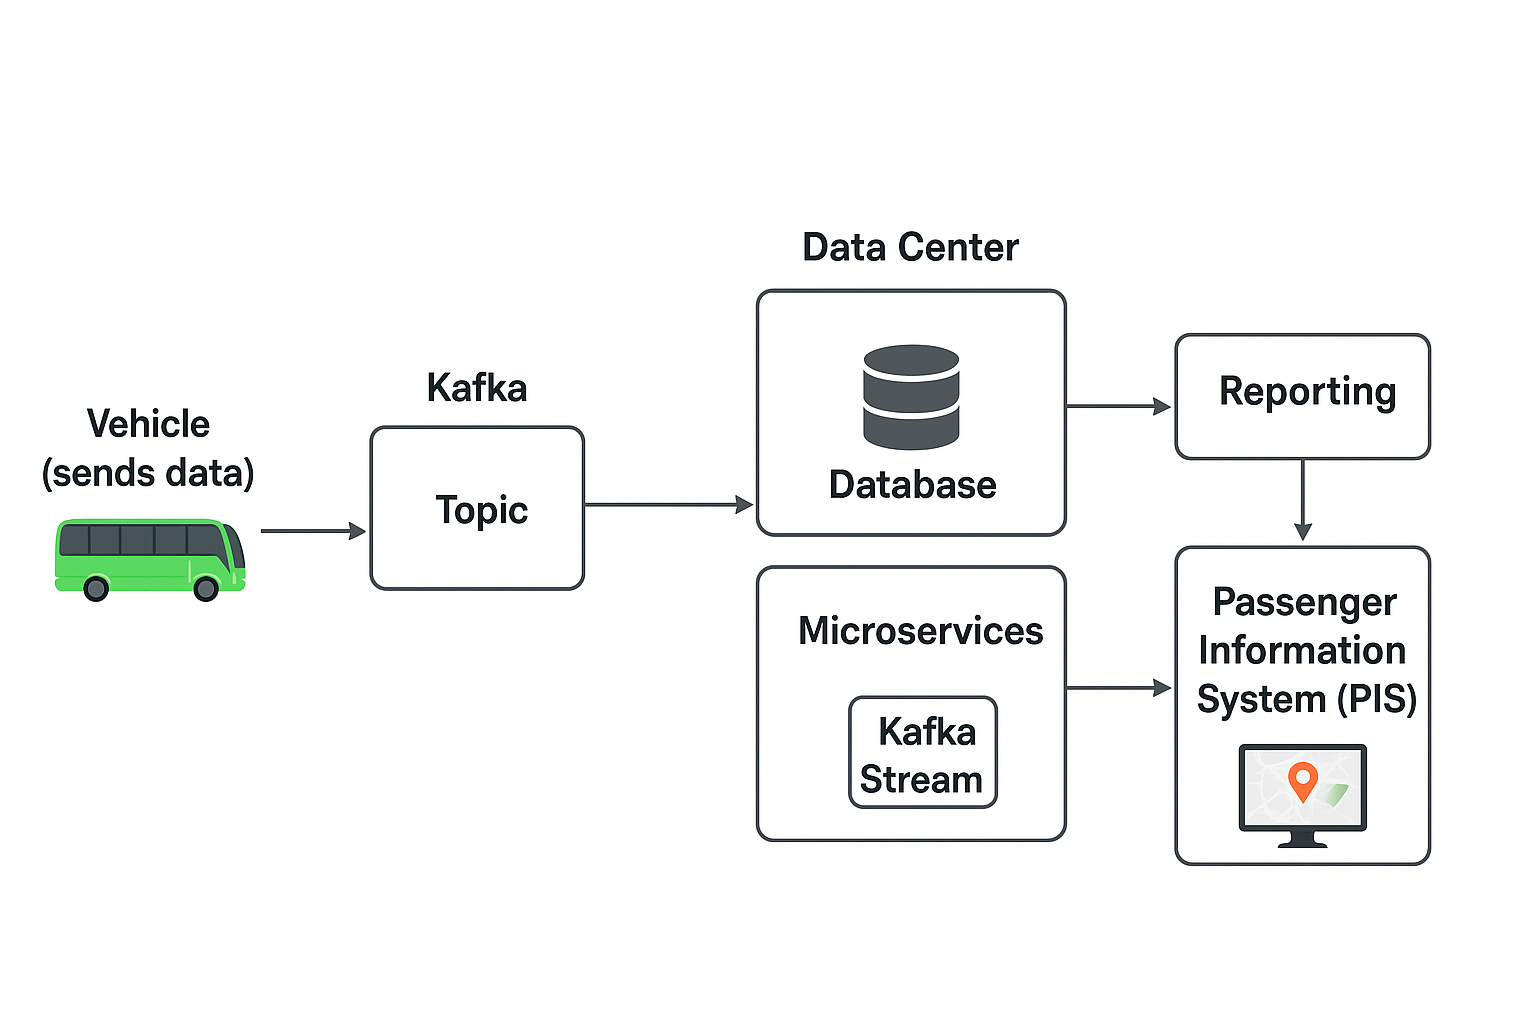 Vehicle
(sends data)
Kafka
Topic
Data Center
Database
Microservices
Kafka
Stream
Reporting
Passenger
Information
System (PIS)